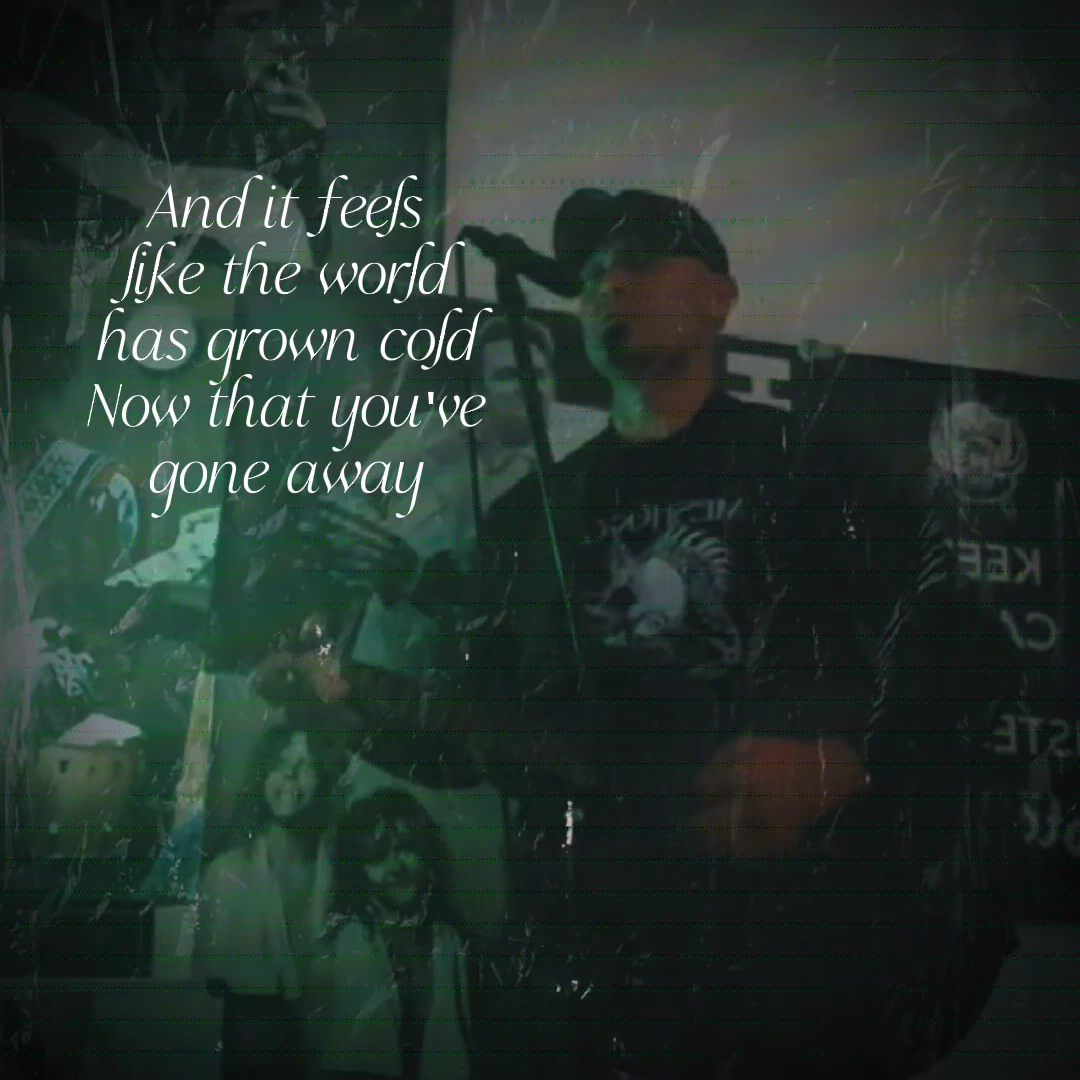 And it feels
like the world
has grown cold
Now that you've
gone away